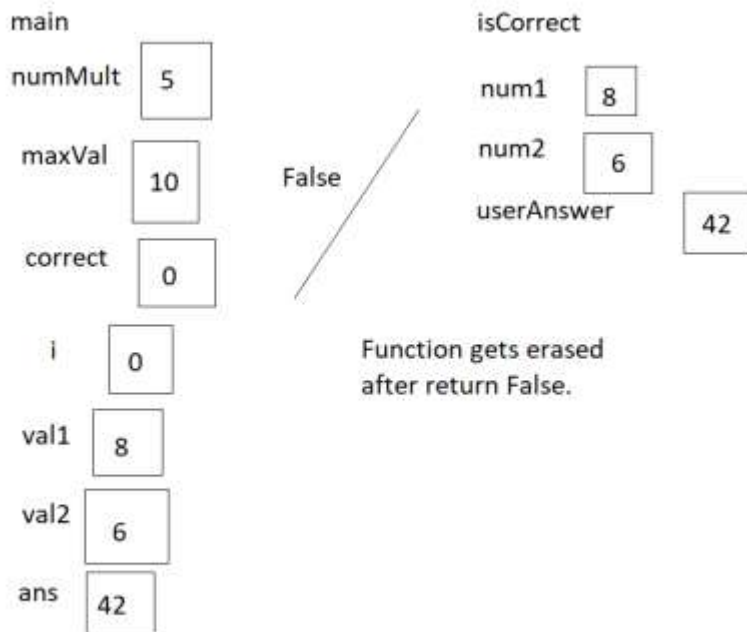 main
numMult 5
maxVal 10
correct 0
i 0
val1 8
val2 6
ans 42
False
isCorrect
num1 8
num2 6
userAnswer 42
Function gets erased
after return False.